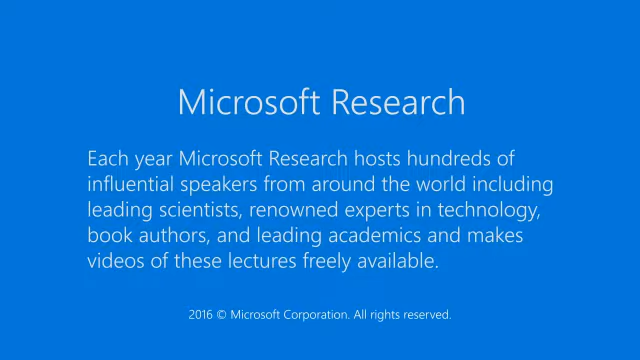 Microsoft Research
Each year Microsoft Research hosts hundreds of
influential speakers from around the world including
leading scientists, renowned experts in technology,
book authors, and leading academics and makes
videos of these lectures freely available.
2016 © Microsoft Corporation. All rights reserved.